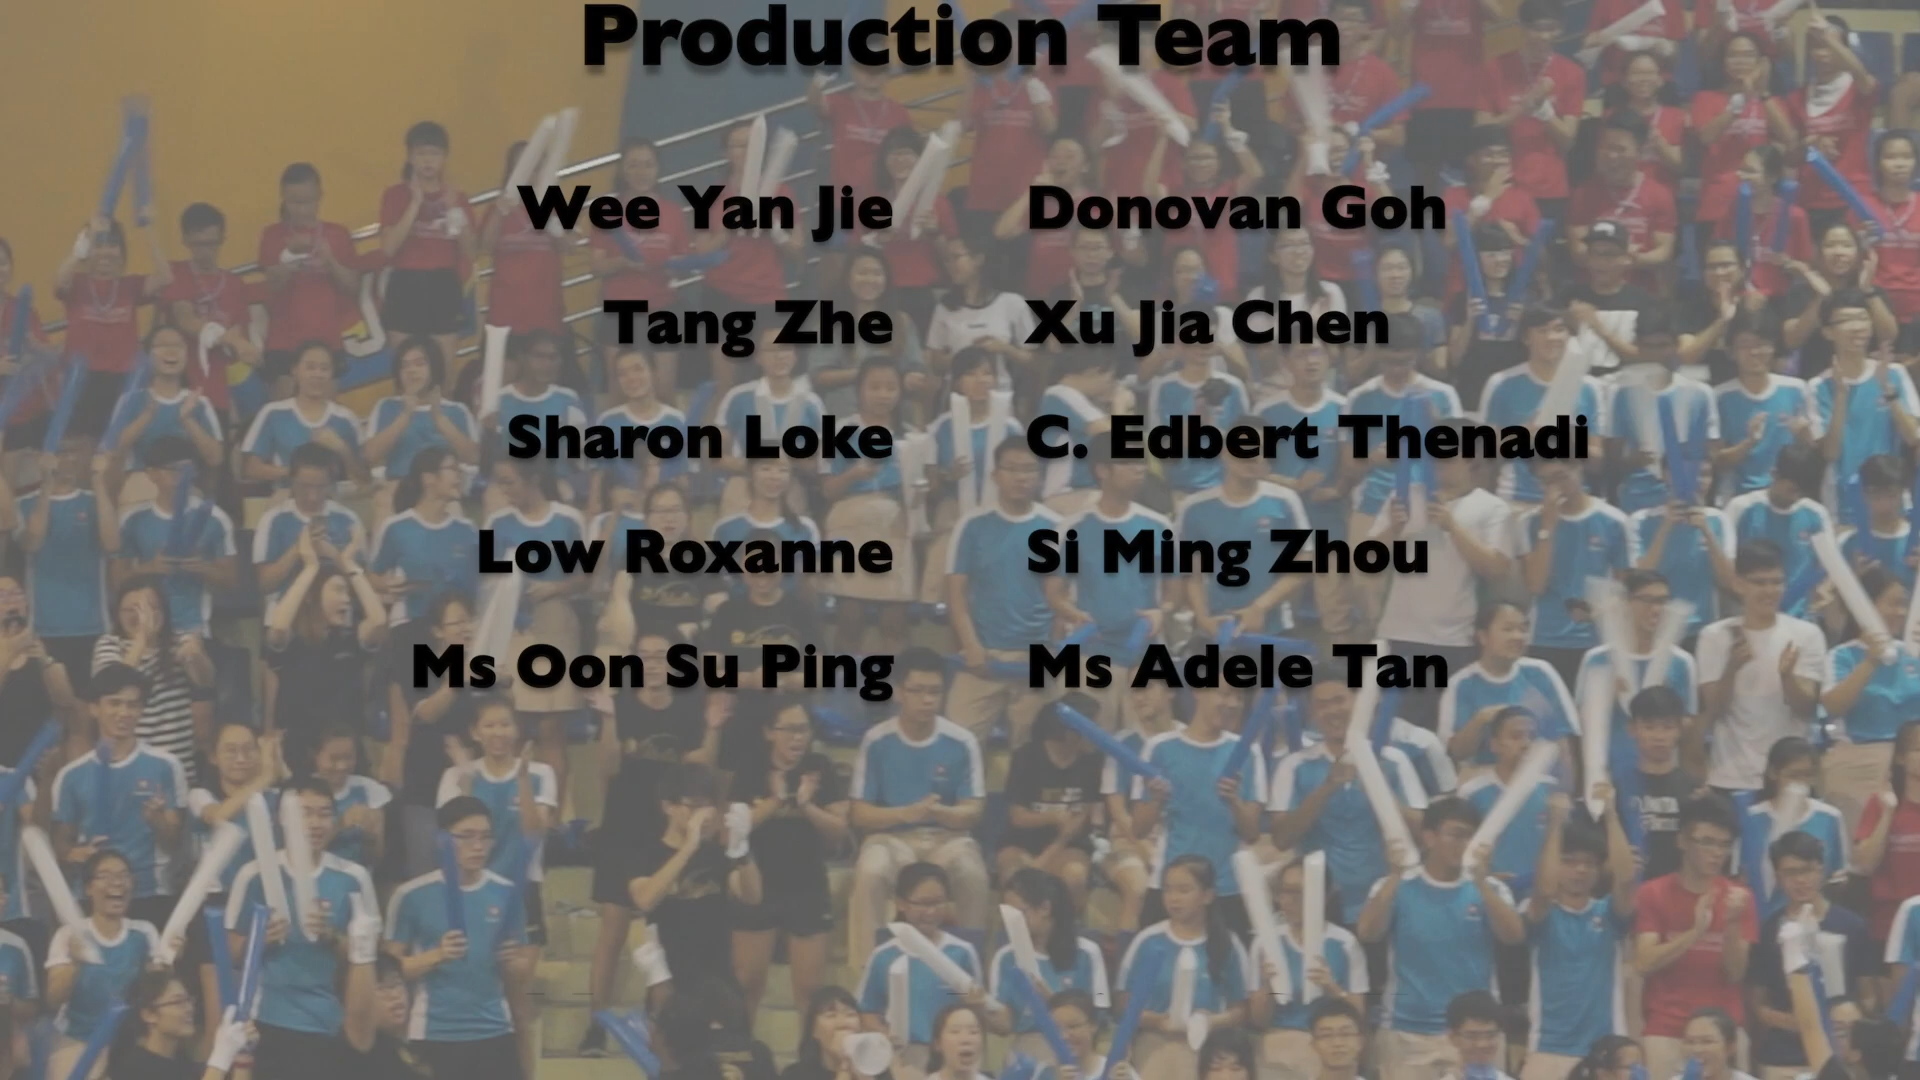 Production Team
Wee Yan Jie Donovan Goh
Tang Zhe Xu Jia Chen
Sharon Loke C. Edbert Thenadi
Low Roxanne Si Ming Zhou
Ms Oon Su Ping Ms Adele Tan